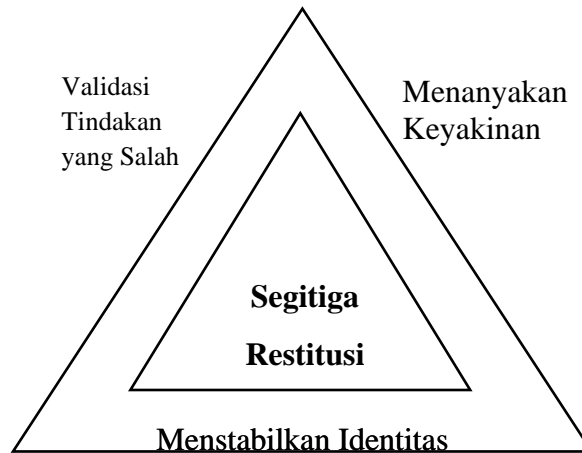 Validasi
Tindakan
yang Salah
Menanyakan
Keyakinan
Segitiga
Restitusi
Menstabilkan Identitas